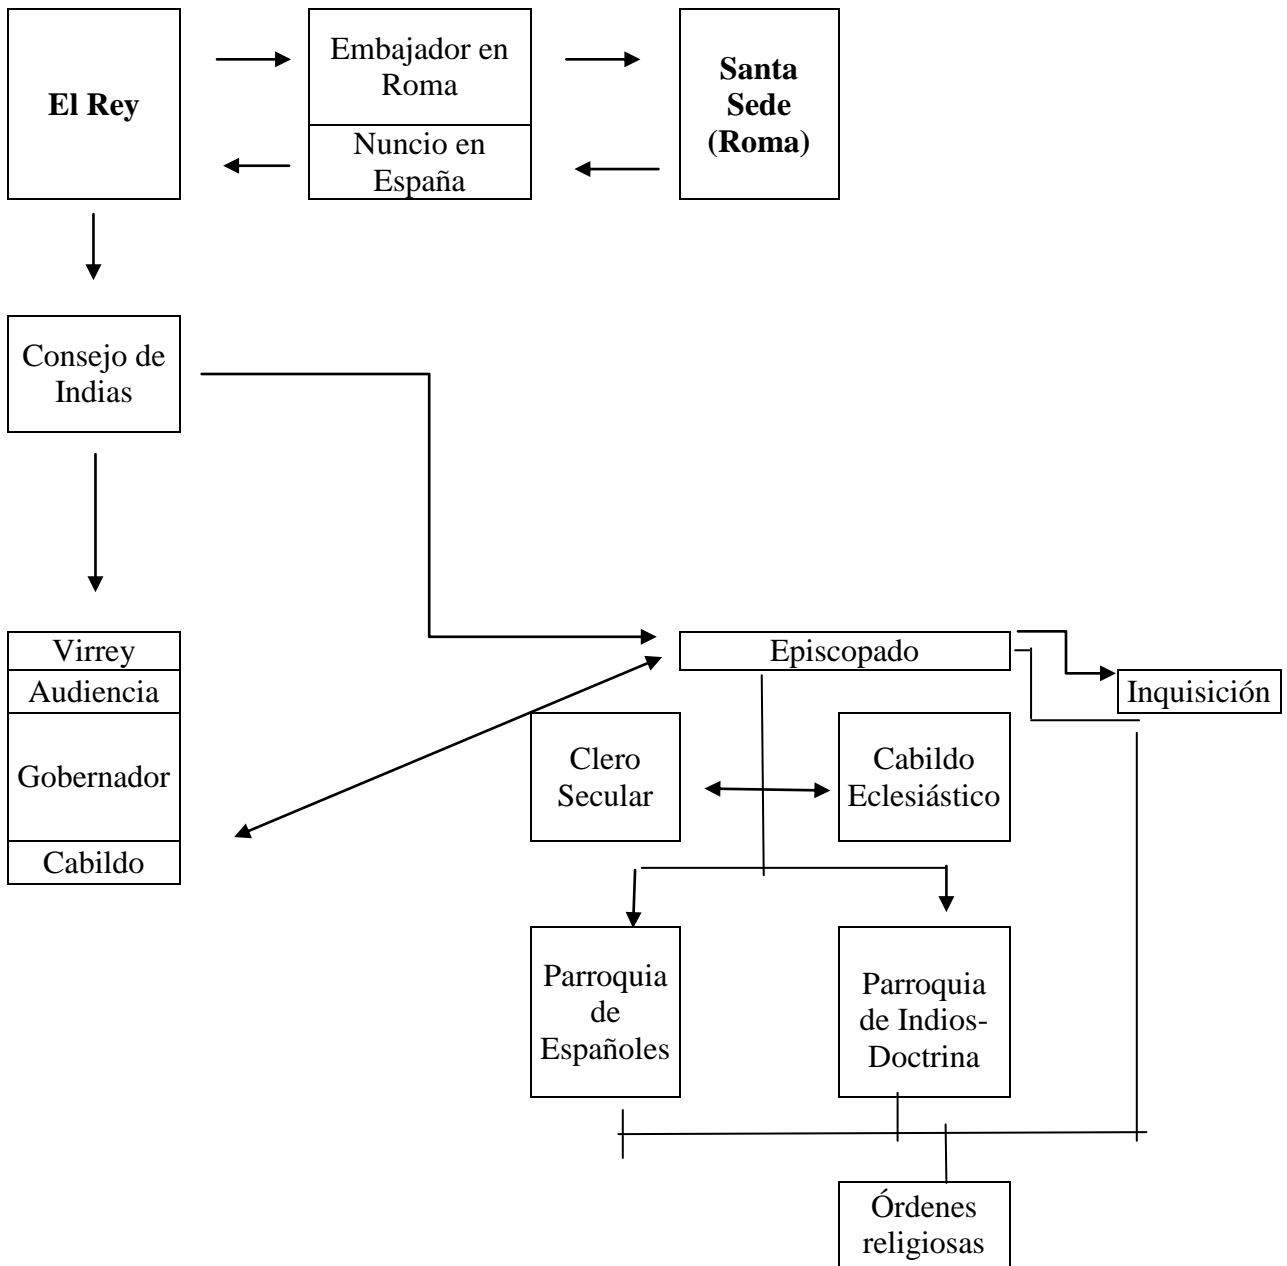 El Rey
Embajador en
Roma
Nuncio en
España
Santa
Sede
(Roma)
Consejo de
Indias
Virrey
Audiencia
Gobernador
Cabildo
Episcopado
Inquisición
Clero
Secular
Cabildo
Eclesiástico
Parroquia
de
Españoles
Parroquia
de Indios-
Doctrina
Órdenes
religiosas